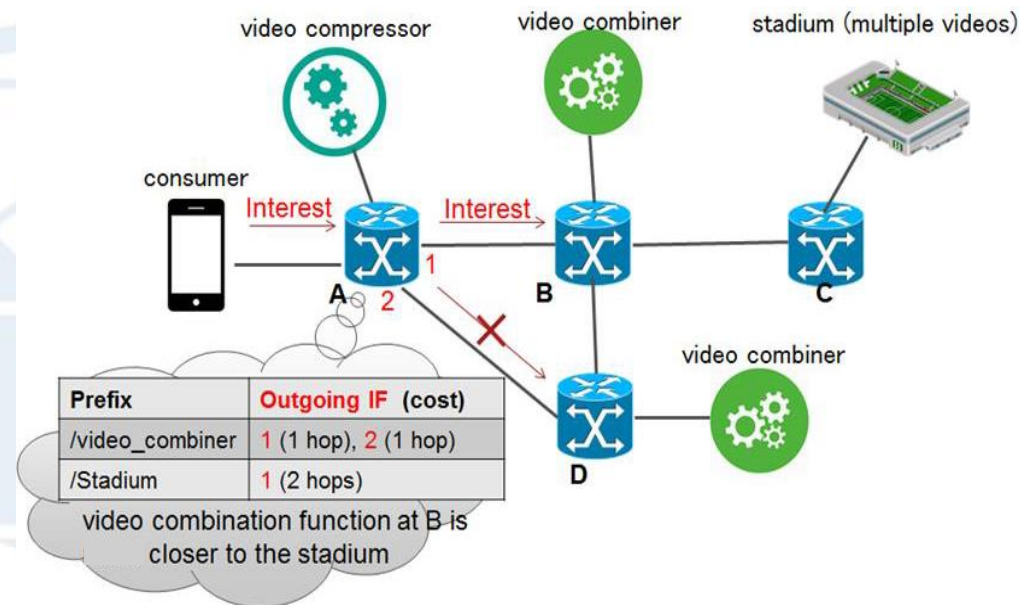 video compressor
video combiner
stadium (multiple videos)
consumer
Interest
Interest
1
A
2
B
C
video combiner
D
Prefix Outgoing IF (cost)
/video_combiner 1 (1 hop), 2 (1 hop)
/Stadium 1 (2 hops)
video combination function at B is
closer to the stadium